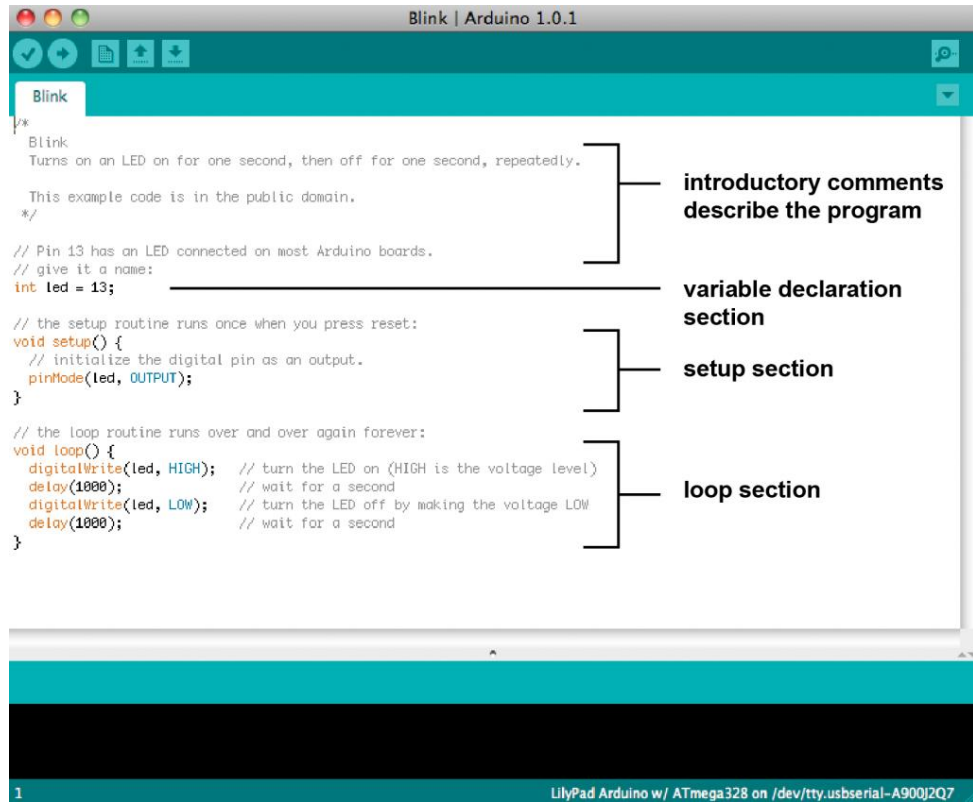 Blink | Arduino 1.0.1
Blink
/*
  Blink
  Turns on an LED on for one second, then off for one second, repeatedly.

  This example code is in the public domain.
 */
introductory comments
describe the program

// Pin 13 has an LED connected on most Arduino boards.
// give it a name:
int led = 13;
variable declaration
section

// the setup routine runs once when you press reset:
void setup() {
  // initialize the digital pin as an output.
  pinMode(led, OUTPUT);
}
setup section

// the loop routine runs over and over again forever:
void loop() {
  digitalWrite(led, HIGH);   // turn the LED on (HIGH is the voltage level)
  delay(1000);               // wait for a second
  digitalWrite(led, LOW);    // turn the LED off by making the voltage LOW
  delay(1000);               // wait for a second
}
loop section
1
LilyPad Arduino w/ ATmega328 on /dev/tty.usbserial-A900J2Q7